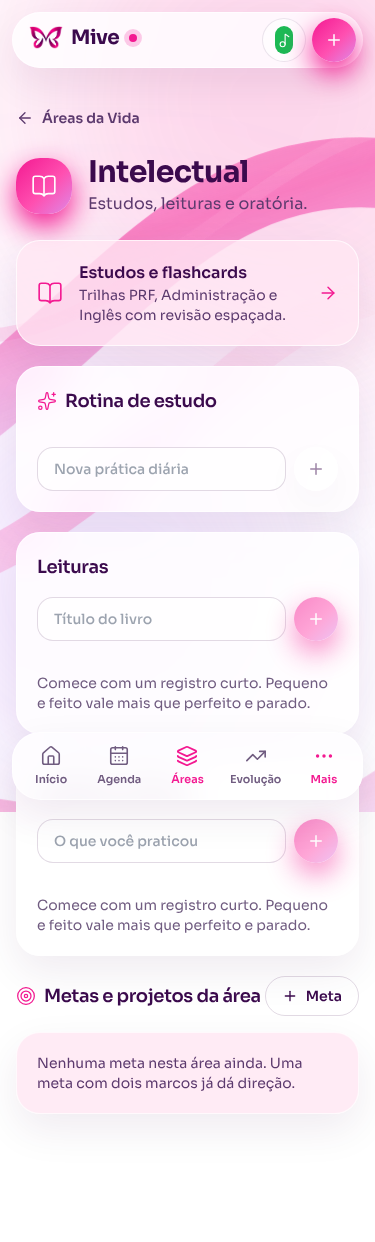 Mive
Áreas da Vida
Intelectual
Estudos, leituras e oratória.
Estudos e flashcards
Trilhas PRF, Administração e
Inglês com revisão espaçada.
Rotina de estudo
Nova prática diária
Leituras
Título do livro
Comece com um registro curto. Pequeno
e feito vale mais que perfeito e parado.
Início
Agenda
Áreas
Evolução
Mais
O que você praticou
Comece com um registro curto. Pequeno
e feito vale mais que perfeito e parado.
Metas e projetos da área
Meta
Nenhuma meta nesta área ainda. Uma
meta com dois marcos já dá direção.